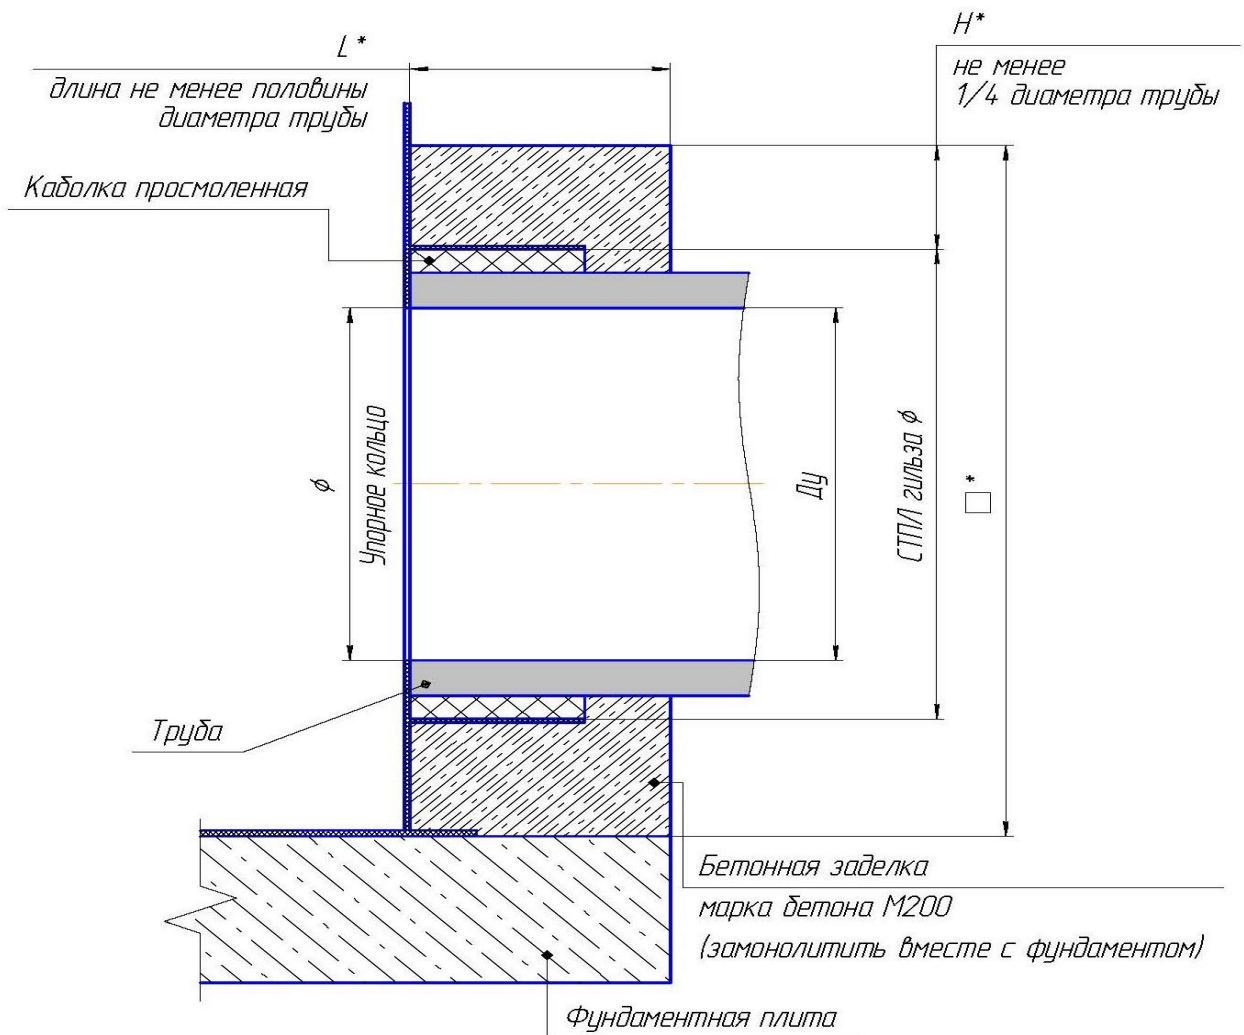 L*
длина не менее половины
диаметра трубы
H*
не менее
1/4 диаметра трубы
Каболка просмоленная
ϕ
Упорное кольцо
Ду
СТПЛ гильза ϕ
□*
Труба
Бетонная заделка
марка бетона М200
(замонолитить вместе с фундаментом)
Фундаментная плита